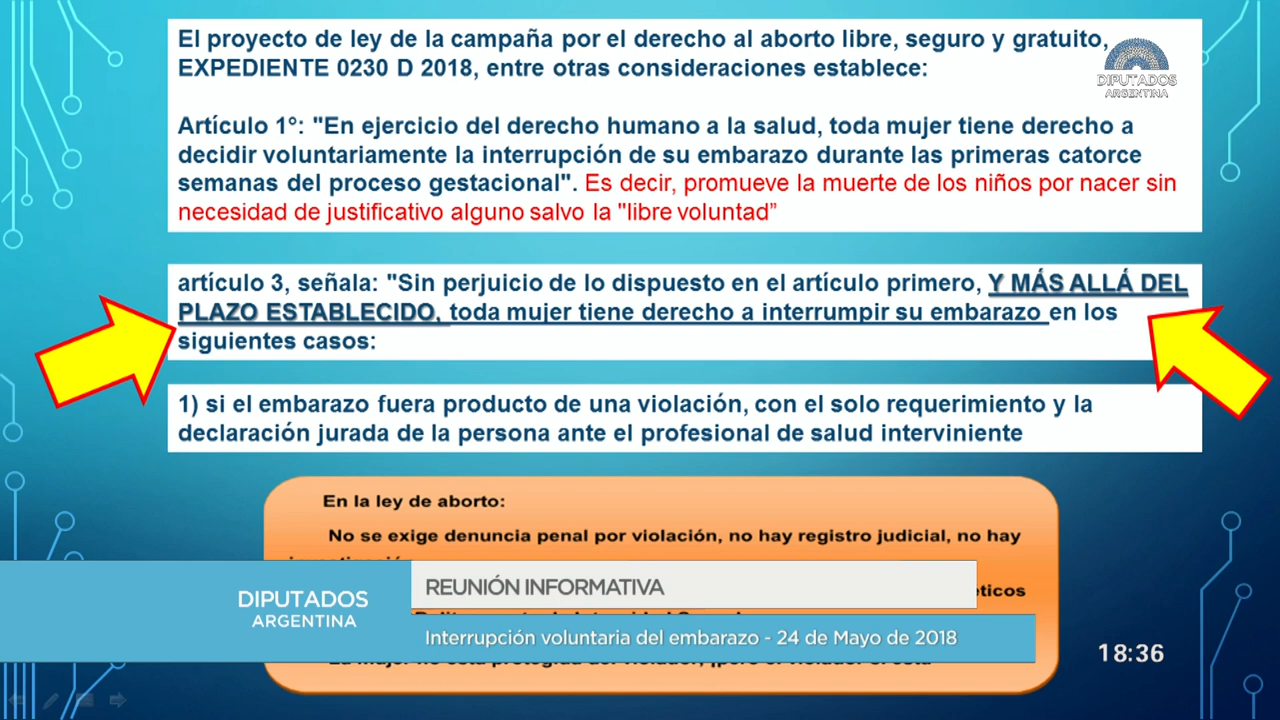 El proyecto de ley de la campaña por el derecho al aborto libre, seguro y gratuito,
EXPEDIENTE 0230 D 2018, entre otras consideraciones establece:
DIPUTADOS
ARGENTINA
Artículo 1°: "En ejercicio del derecho humano a la salud, toda mujer tiene derecho a
decidir voluntariamente la interrupción de su embarazo durante las primeras catorce
semanas del proceso gestacional". Es decir, promueve la muerte de los niños por nacer sin
necesidad de justificativo alguno salvo la "libre voluntad”
artículo 3, señala: "Sin perjuicio de lo dispuesto en el artículo primero, Y MÁS ALLÁ DEL
PLAZO ESTABLECIDO, toda mujer tiene derecho a interrumpir su embarazo en los
siguientes casos:
1) si el embarazo fuera producto de una violación, con el solo requerimiento y la
declaración jurada de la persona ante el profesional de salud interviniente
En la ley de aborto:
No se exige denuncia penal por violación, no hay registro judicial, no hay
DIPUTADOS
ARGENTINA
REUNIÓN INFORMATIVA
Interrupción voluntaria del embarazo - 24 de Mayo de 2018
18:36